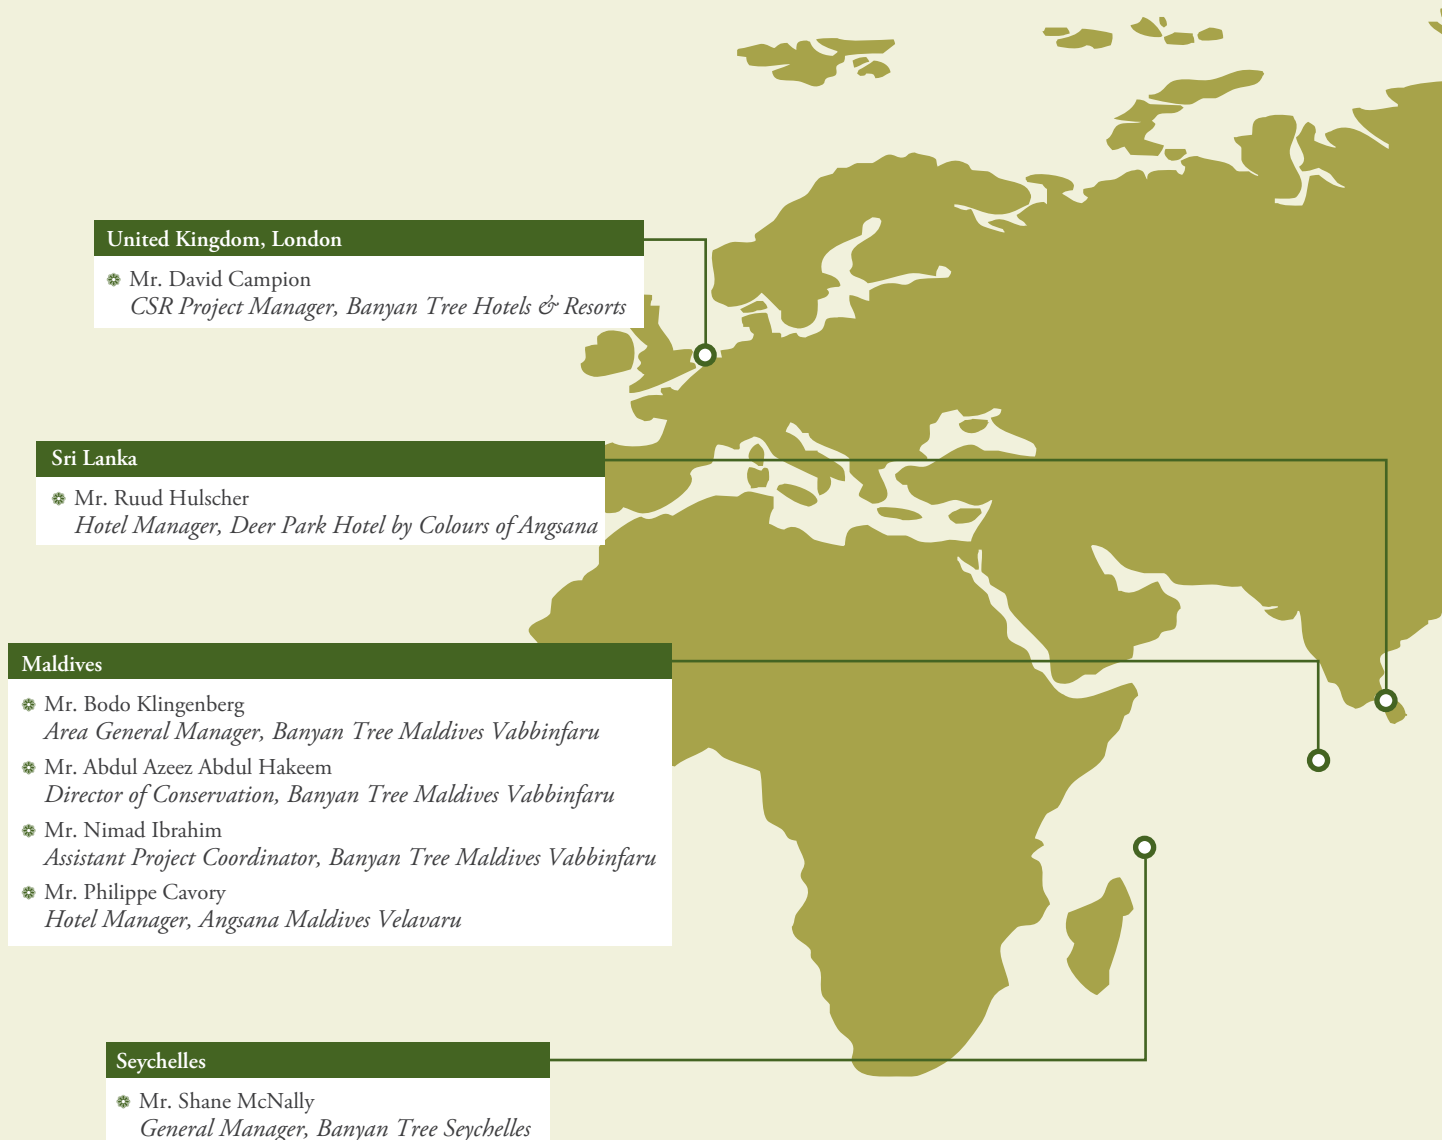 United Kingdom, London
Mr. David Campion
CSR Project Manager, Banyan Tree Hotels & Resorts
Sri Lanka
Mr. Ruud Hulscher
Hotel Manager, Deer Park Hotel by Colours of Angsana
Maldives
Mr. Bodo Klingenberg
Area General Manager, Banyan Tree Maldives Vabbinfaru
Mr. Abdul Azeez Abdul Hakeem
Director of Conservation, Banyan Tree Maldives Vabbinfaru
Mr. Nimad Ibrahim
Assistant Project Coordinator, Banyan Tree Maldives Vabbinfaru
Mr. Philippe Cavory
Hotel Manager, Angsana Maldives Velavaru
Seychelles
Mr. Shane McNally
General Manager, Banyan Tree Seychelles